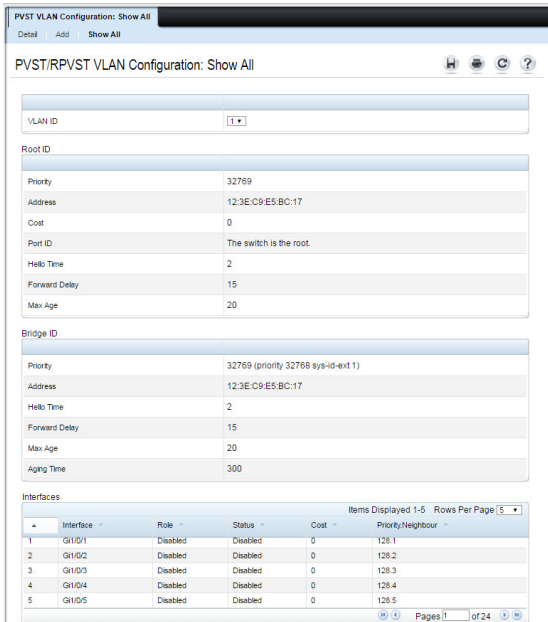 PVST VLAN Configuration: Show All
Detail Add Show All
PVST/RPVST VLAN Configuration: Show All
VLAN ID 1
Root ID
Priority 32769
Address 12:3E:C9:E5:BC:17
Cost 0
Port ID The switch is the root.
Hello Time 2
Forward Delay 15
Max Age 20
Bridge ID
Priority 32769 (priority 32768 sys-id-ext 1)
Address 12:3E:C9:E5:BC:17
Hello Time 2
Forward Delay 15
Max Age 20
Aging Time 300
Interfaces
Items Displayed 1-5 Rows Per Page 5
Interface Role Status Cost Priority.Neighbour
1 Gi1/0/1 Disabled Disabled 0 128.1
2 Gi1/0/2 Disabled Disabled 0 128.2
3 Gi1/0/3 Disabled Disabled 0 128.3
4 Gi1/0/4 Disabled Disabled 0 128.4
5 Gi1/0/5 Disabled Disabled 0 128.5
Pages 1 of 24